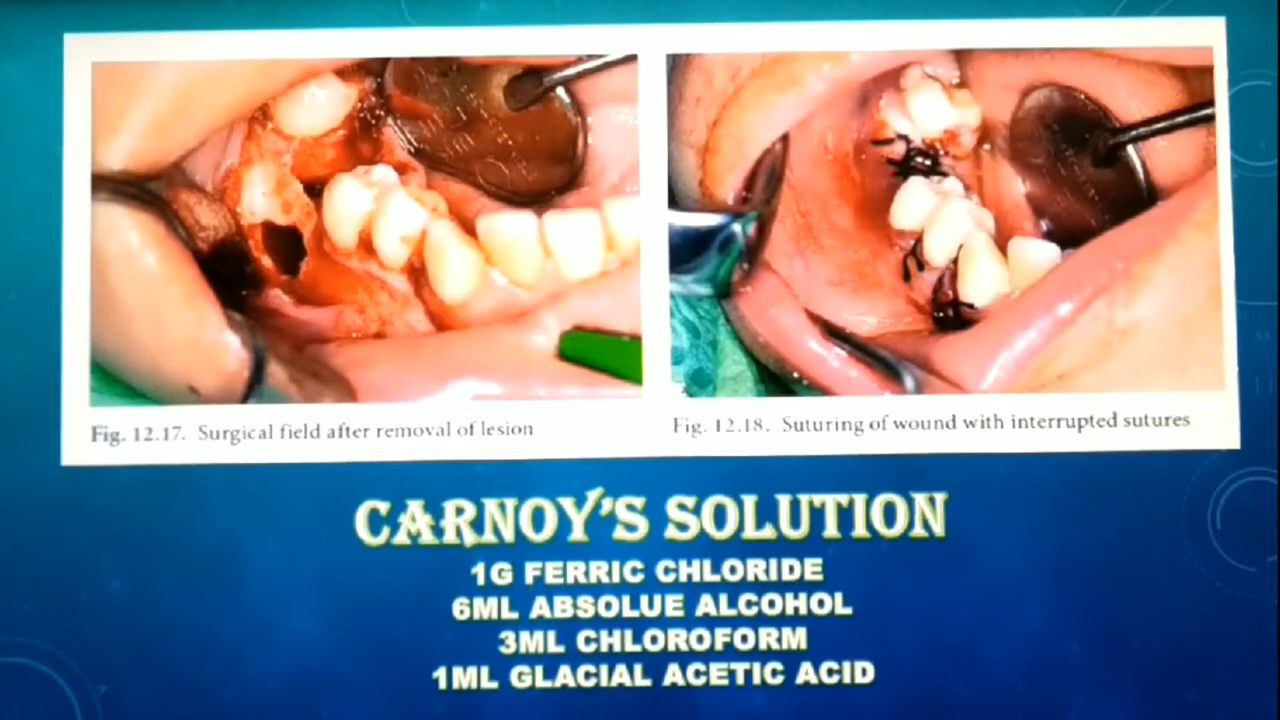 Fig. 12.17. Surgical field after removal of lesion
Fig. 12.18. Suturing of wound with interrupted sutures
CARNOY'S SOLUTION
1G FERRIC CHLORIDE
6ML ABSOLUE ALCOHOL
3ML CHLOROFORM
1ML GLACIAL ACETIC ACID